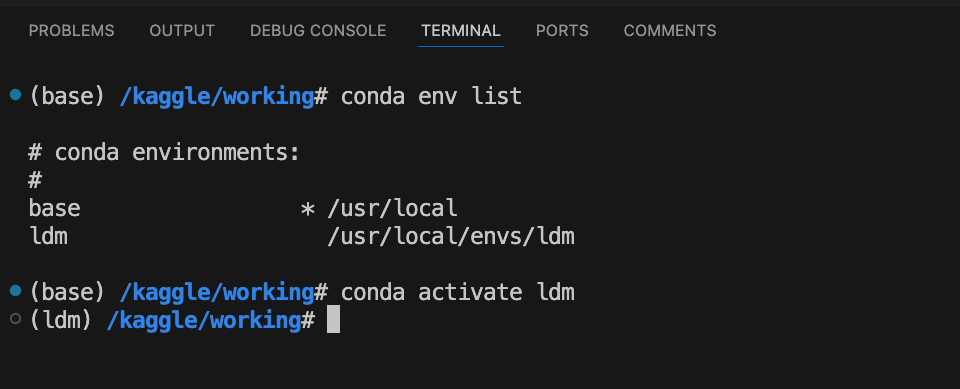 PROBLEMS OUTPUT DEBUG CONSOLE TERMINAL PORTS COMMENTS
(base) /kaggle/working# conda env list
# conda environments:
#
base * /usr/local
ldm /usr/local/envs/ldm
(base) /kaggle/working# conda activate ldm
(ldm) /kaggle/working#